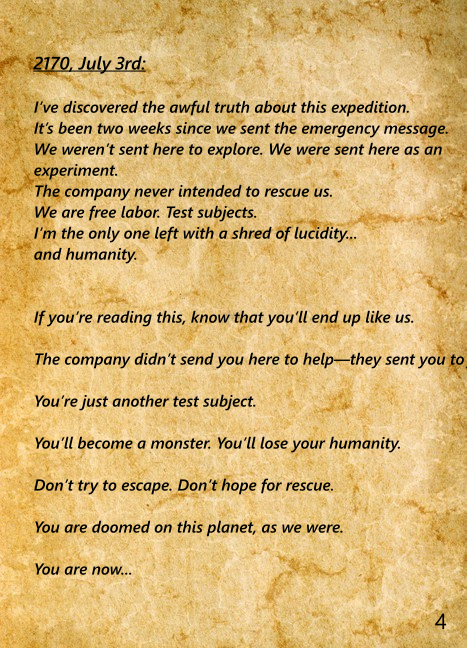 2170, July 3rd:
I've discovered the awful truth about this expedition.
It's been two weeks since we sent the emergency message.
We weren't sent here to explore. We were sent here as an
experiment.
The company never intended to rescue us.
We are free labor. Test subjects.
I'm the only one left with a shred of lucidity...
and humanity.
If you're reading this, know that you'll end up like us.
The company didn't send you here to help—they sent you to
You're just another test subject.
You'll become a monster. You'll lose your humanity.
Don't try to escape. Don't hope for rescue.
You are doomed on this planet, as we were.
You are now...
4